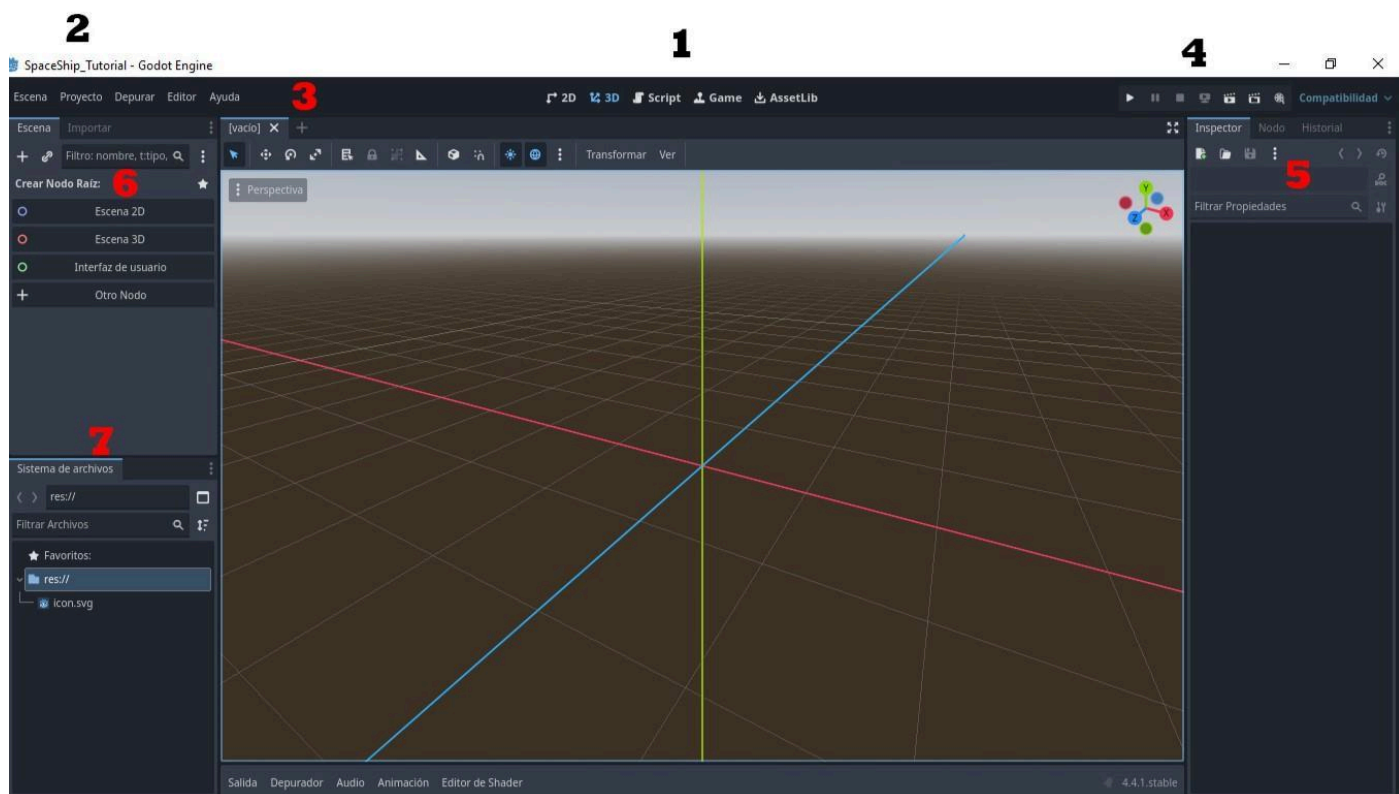 2
1
4
SpaceShip_Tutorial - Godot Engine
Escena Proyecto Depurar Editor Ayuda
3
2D 3D Script Game AssetLib
Compatibilidad
Escena Importar
[vacío]
Inspector Nodo Historial
Filtro: nombre, t:tipo,
Transformar Ver
Crear Nodo Raíz:
6
Perspectiva
Y
X
Z
5
DOC
Filtrar Propiedades
Escena 2D
Escena 3D
Interfaz de usuario
Otro Nodo
7
Sistema de archivos
res://
Filtrar Archivos
Favoritos:
res://
icon.svg
Salida Depurador Audio Animación Editor de Shader
4.4.1.stable